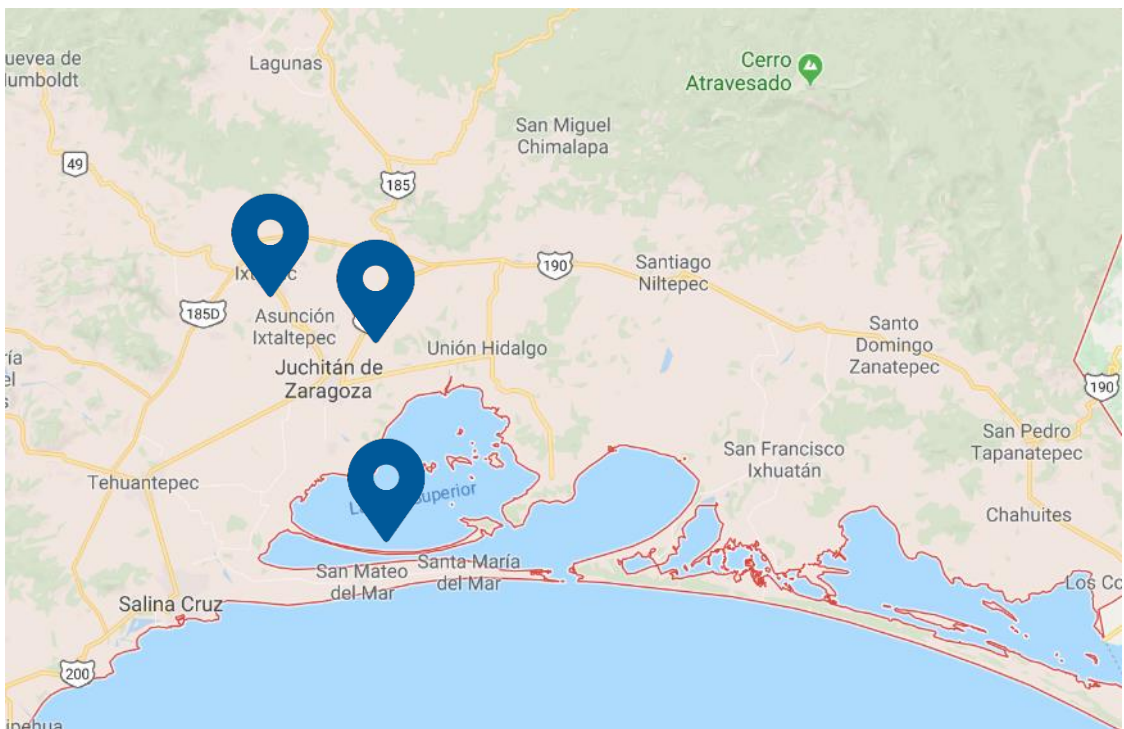 Lagunas
Cerro
Atravesado
San Miguel
Chimalapa
49
185
190
Santiago
Niltepec
185D
Asunción
Ixtaltepec
Unión Hidalgo
Santo
Domingo
Zanatepec
Juchitán de
Zaragoza
190
San Francisco
Ixhuatán
San Pedro
Tapanatepec
Tehuantepec
Superior
Chahuites
San Mateo
del Mar
Santa María
del Mar
Salina Cruz
200